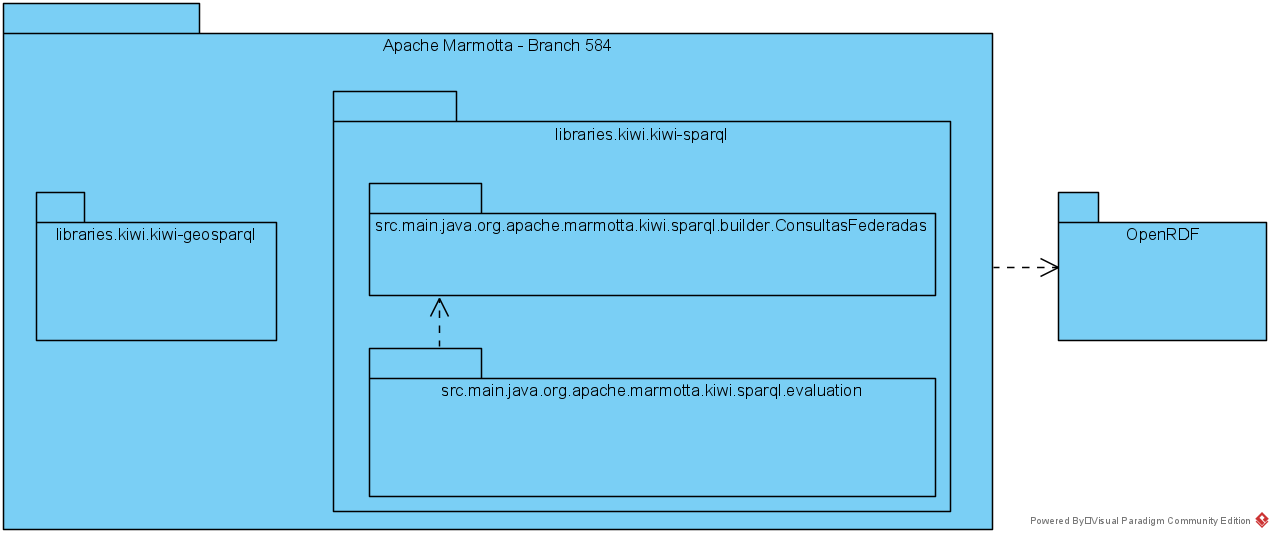 Apache Marmotta - Branch 584
libraries.kiwi.kiwi-sparql
src.main.java.org.apache.marmotta.kiwi.sparql.builder.ConsultasFederadas
libraries.kiwi.kiwi-geosparql
OpenRDF
src.main.java.org.apache.marmotta.kiwi.sparql.evaluation
Powered By□Visual Paradigm Community Edition